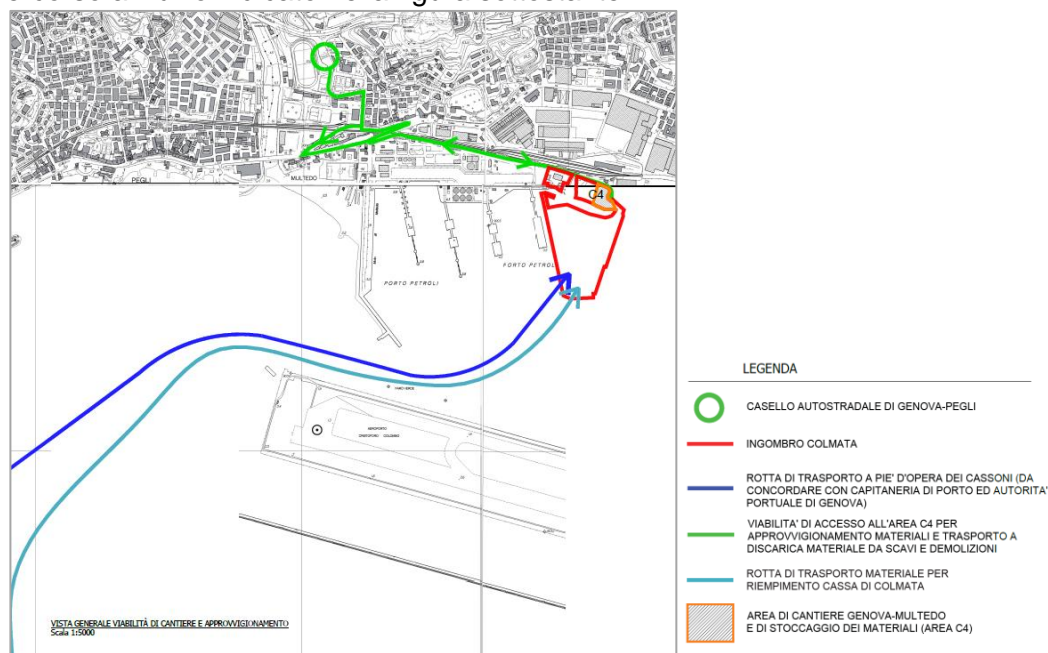 PEGLI
MULTEDO
C4
PORTO PETROLI
PORTO PETROLI
AEROPORTO
CRISTOFORO COLOMBO
VISTA GENERALE VIABILITÀ DI CANTIERE E APPROVVIGIONAMENTO
Scala 1:5000
LEGENDA
CASELLO AUTOSTRADALE DI GENOVA-PEGLI
INGOMBRO COLMATA
ROTTA DI TRASPORTO A PIE' D'OPERA DEI CASSONI (DA
CONCORDARE CON CAPITANERIA DI PORTO ED AUTORITA'
PORTUALE DI GENOVA)
VIABILITA' DI ACCESSO ALL'AREA C4 PER
APPROVVIGIONAMENTO MATERIALI E TRASPORTO A
DISCARICA MATERIALE DA SCAVI E DEMOLIZIONI
ROTTA DI TRASPORTO MATERIALE PER
RIEMPIMENTO CASSA DI COLMATA
AREA DI CANTIERE GENOVA-MULTEDO
E DI STOCCAGGIO DEI MATERIALI (AREA C4)